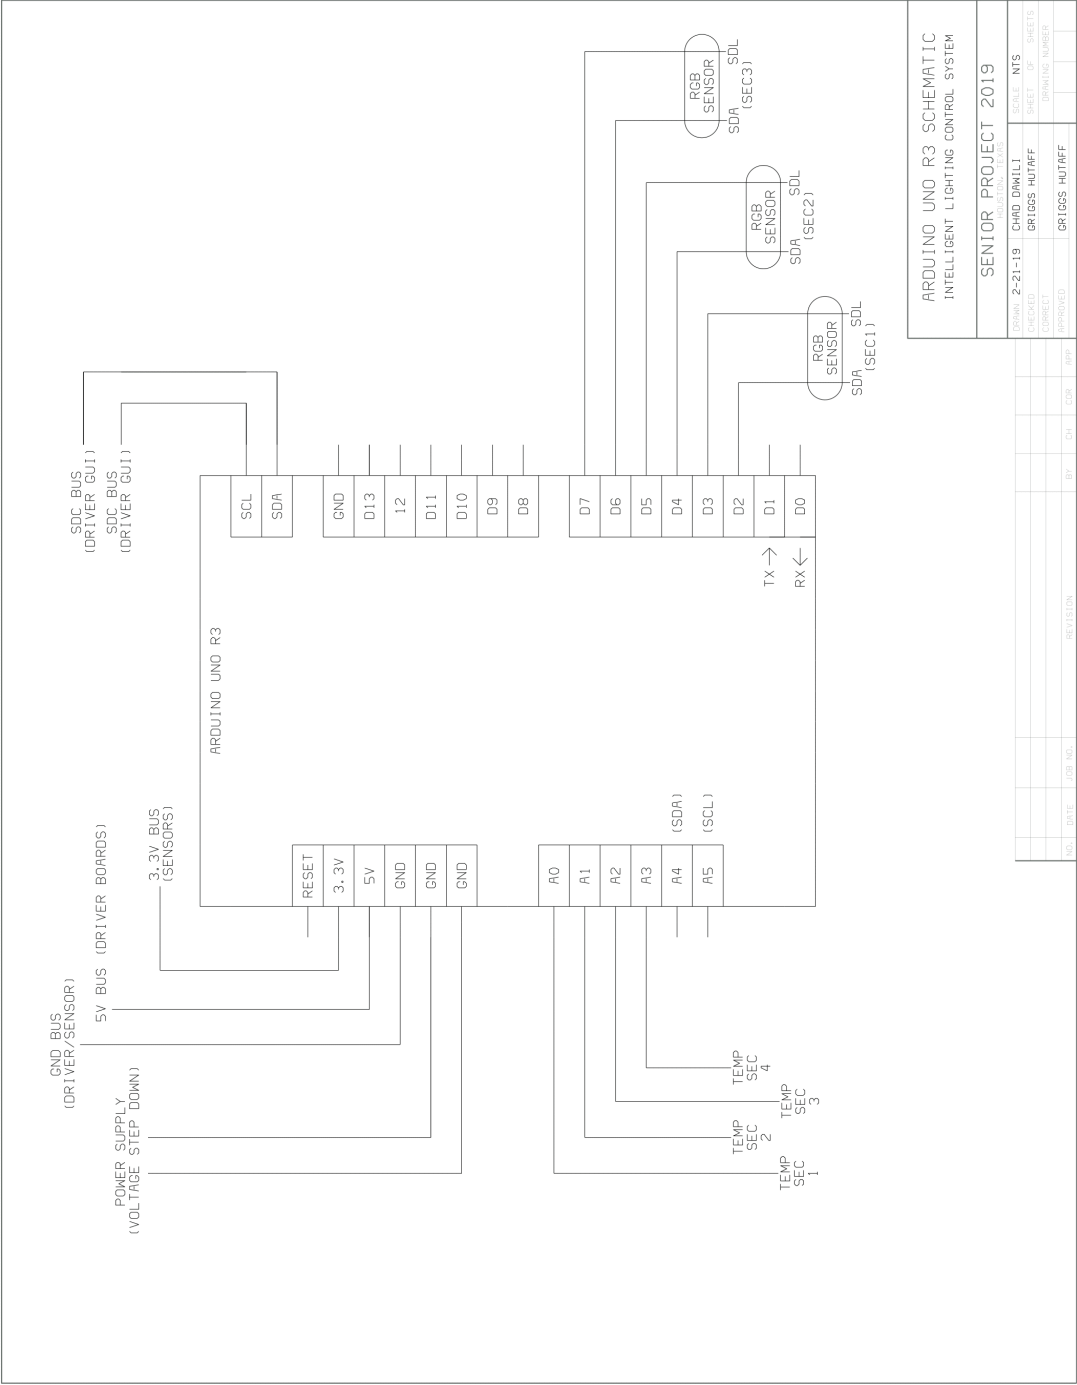 GND BUS
(DRIVER/SENSOR)
POWER SUPPLY
(VOLTAGE STEP DOWN)
5V BUS (DRIVER BOARDS)
3.3V BUS
(SENSORS)
SDC BUS
(DRIVER GUI)
SDC BUS
(DRIVER GUI)
ARDUINO UNO R3
RESET
3.3V
5V
GND
GND
GND
A0
A1
A2
A3
A4
A5
(SDA)
(SCL)
SCL
SDA
GND
D13
12
D11
D10
D9
D8
D7
D6
D5
D4
D3
D2
D1
D0
TX
RX
TEMP
SEC
1
TEMP
SEC
2
TEMP
SEC
3
TEMP
SEC
4
RGB
SENSOR
SDA
SDL
(SEC3)
RGB
SENSOR
SDA
SDL
(SEC2)
RGB
SENSOR
SDA
SDL
(SEC1)
ARDUINO UNO R3 SCHEMATIC
INTELLIGENT LIGHTING CONTROL SYSTEM
SENIOR PROJECT 2019
HOUSTON, TEXAS
DRAWN 2-21-19 CHAD DAWILI SCALE NTS
CHECKED GRIGGS HUTAFF SHEET OF SHEETS
CORRECT DRAWING NUMBER
APPROVED GRIGGS HUTAFF
NO. DATE JOB NO. REVISION BY CH COR APP